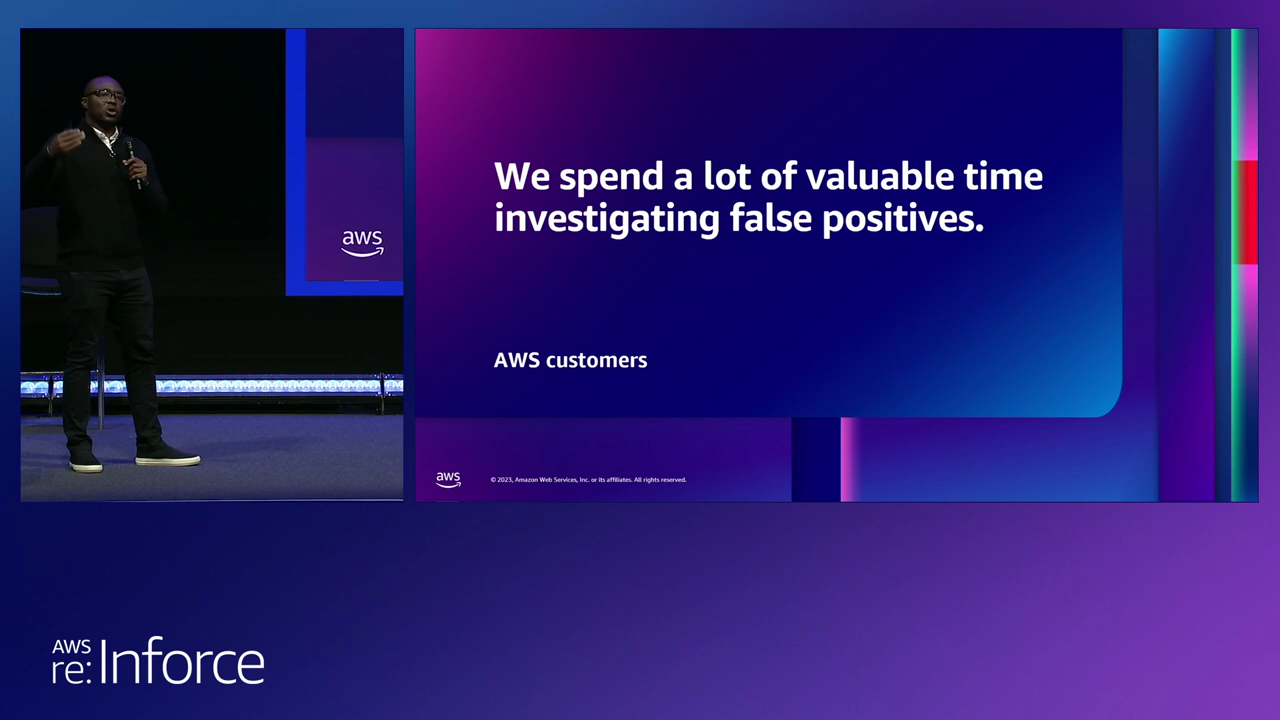 aws
We spend a lot of valuable time
investigating false positives.
AWS customers
aws
© 2023, Amazon Web Services, Inc. or its affiliates. All rights reserved.
AWS
re:Inforce